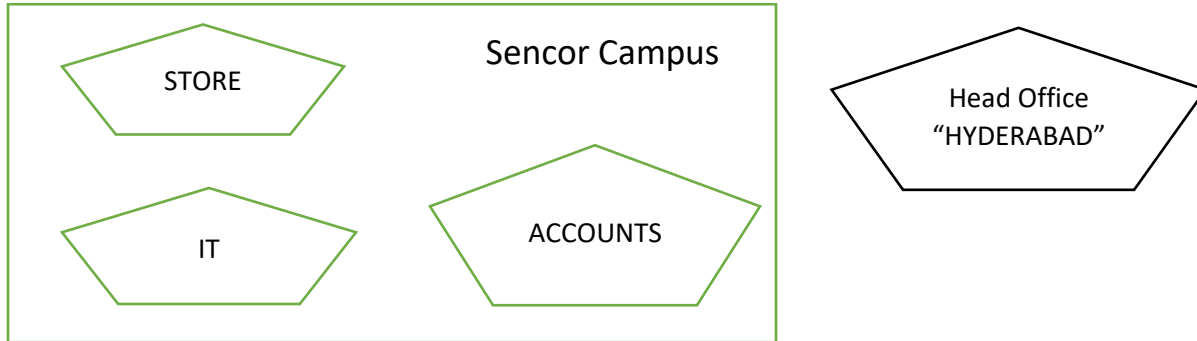 STORE
Sencor Campus
Head Office
“HYDERABAD”
IT
ACCOUNTS